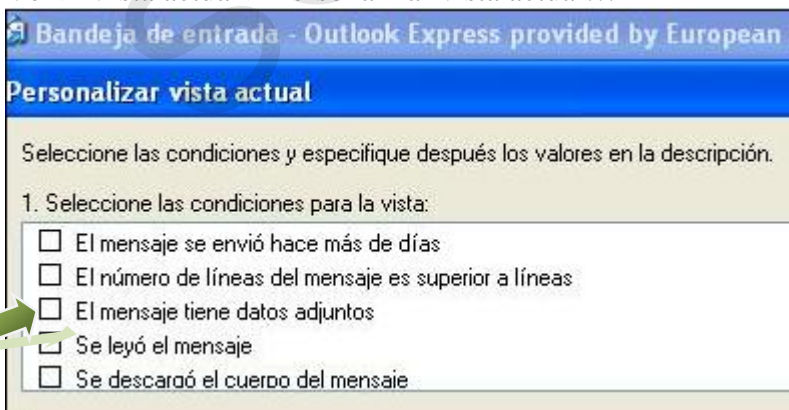 Bandeja de entrada - Outlook Express provided by European
Personalizar vista actual
Seleccione las condiciones y especifique después los valores en la descripción.
1. Seleccione las condiciones para la vista:
El mensaje se envió hace más de días
El número de líneas del mensaje es superior a líneas
El mensaje tiene datos adjuntos
Se leyó el mensaje
Se descargó el cuerpo del mensaje